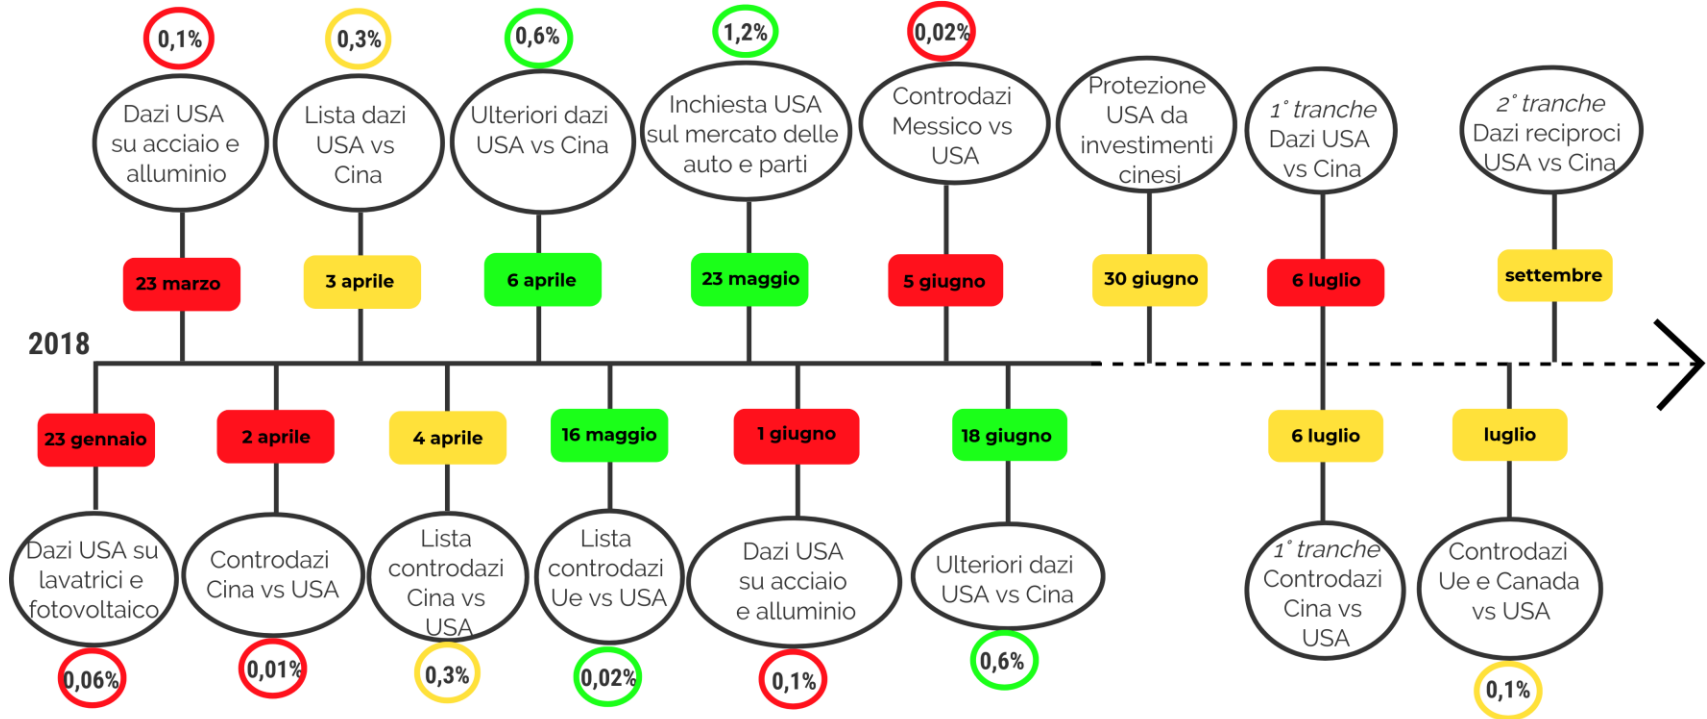 0,1%
Dazi USA
su acciaio e
alluminio
23 marzo
0,3%
Lista dazi
USA vs
Cina
3 aprile
0,6%
Ulteriori dazi
USA vs Cina
6 aprile
1,2%
Inchiesta USA
sul mercato delle
auto e parti
23 maggio
0,02%
Controdazi
Messico vs
USA
5 giugno
Protezione
USA da
investimenti
cinesi
30 giugno
1° tranche
Dazi USA
vs Cina
6 luglio
2° tranche
Dazi reciproci
USA vs Cina
settembre
2018
23 gennaio
Dazi USA su
lavatrici e
fotovoltaico
0,06%
2 aprile
Controdazi
Cina vs USA
0,01%
4 aprile
Lista
controdazi
Cina vs
USA
0,3%
16 maggio
Lista
controdazi
Ue vs USA
0,02%
1 giugno
Dazi USA
su acciaio
e alluminio
0,1%
18 giugno
Ulteriori dazi
USA vs Cina
0,6%
6 luglio
1° tranche
Controdazi
Cina vs
USA
luglio
Controdazi
Ue e Canada
vs USA
0,1%